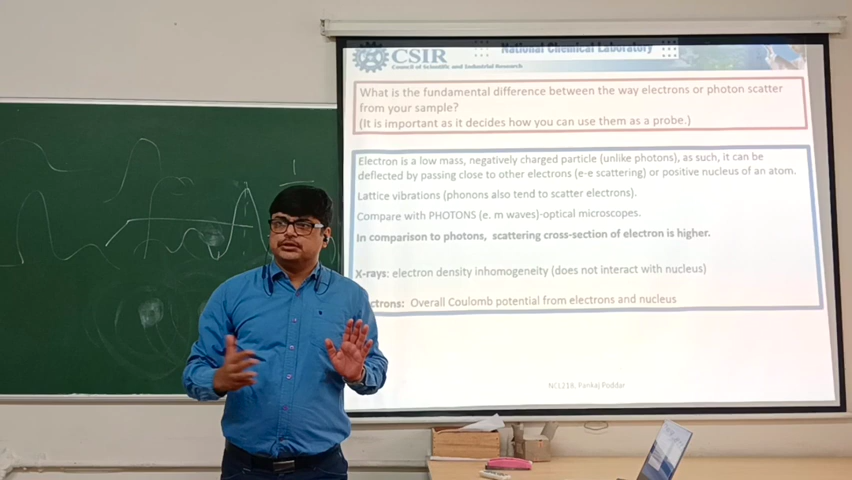 CSIR
Council of Scientific and Industrial Research
National Chemical Laboratory
What is the fundamental difference between the way electrons or photon scatter
from your sample?
(It is important as it decides how you can use them as a probe.)
Electron is a low mass, negatively charged particle (unlike photons), as such, it can be
deflected by passing close to other electrons (e-e scattering) or positive nucleus of an atom.
Lattice vibrations (phonons also tend to scatter electrons).
Compare with PHOTONS (e. m waves)-optical microscopes.
In comparison to photons, scattering cross-section of electron is higher.
X-rays: electron density inhomogeneity (does not interact with nucleus)
ctrons: Overall Coulomb potential from electrons and nucleus
NCL218, Pankaj Poddar
1